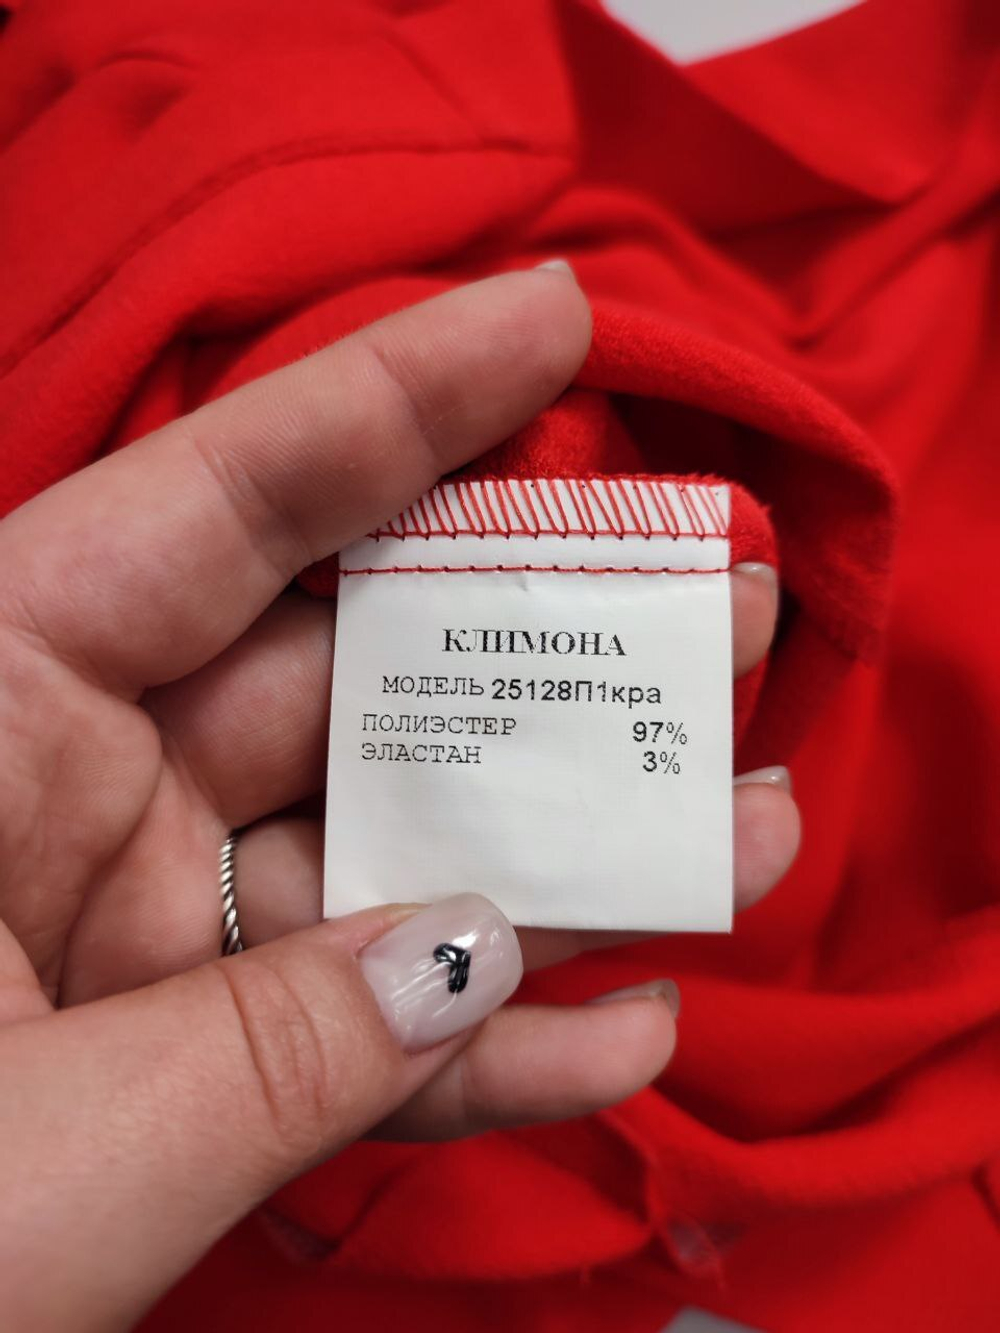 КЛИМОНА
МОДЕЛЬ 25128П1кра
ПОЛИЭСТЕР 97%
ЭЛАСТАН 3%